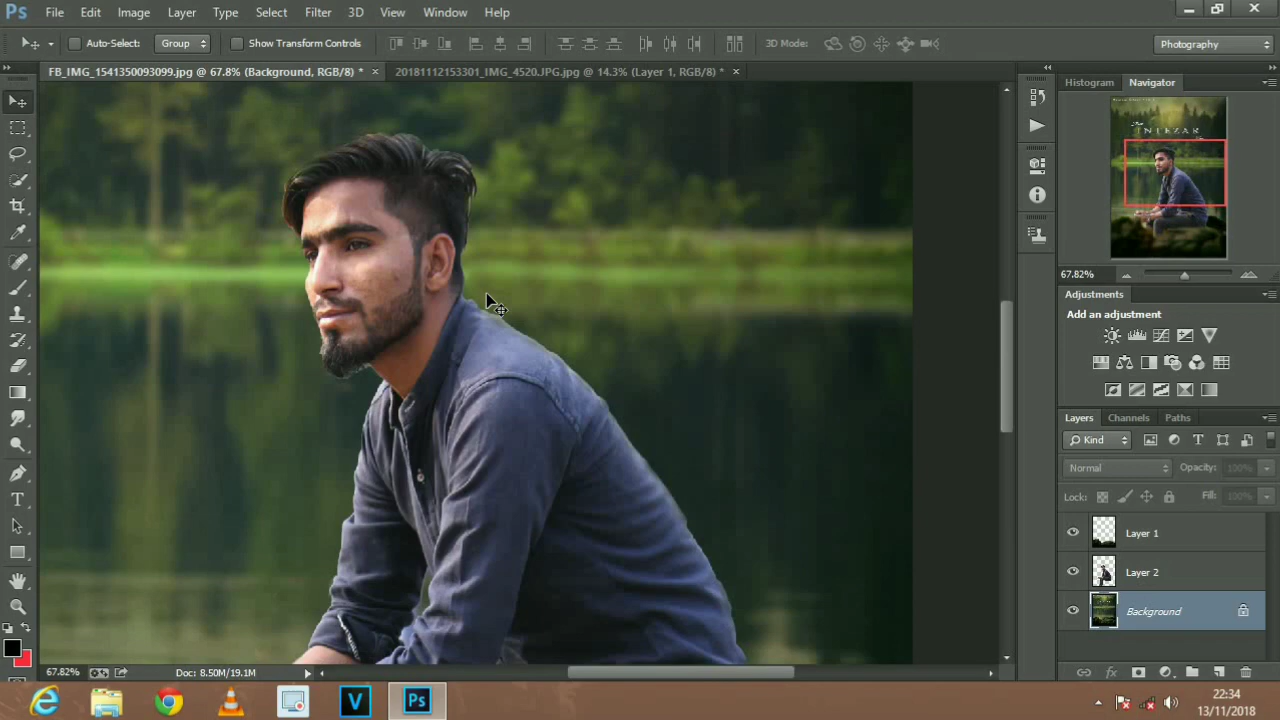 Ps File Edit Image Layer Type Select Filter 3D View Window Help
Auto-Select: Group Show Transform Controls 3D Mode: Photography
FB_IMG_1541350093099.jpg @ 67.8% (Background, RGB/8) * × 20181112153301_IMG_4520.JPG.jpg @ 14.3% (Layer 1, RGB/8) * ×
Histogram Navigator
INTEZAR
67.82%
Adjustments
Add an adjustment
Layers Channels Paths
Kind
Normal Opacity: 100%
Lock: Fill: 100%
Layer 1
Layer 2
Background
67.82% Doc: 8.50M/19.1M
fx
V Ps
22:34
13/11/2018